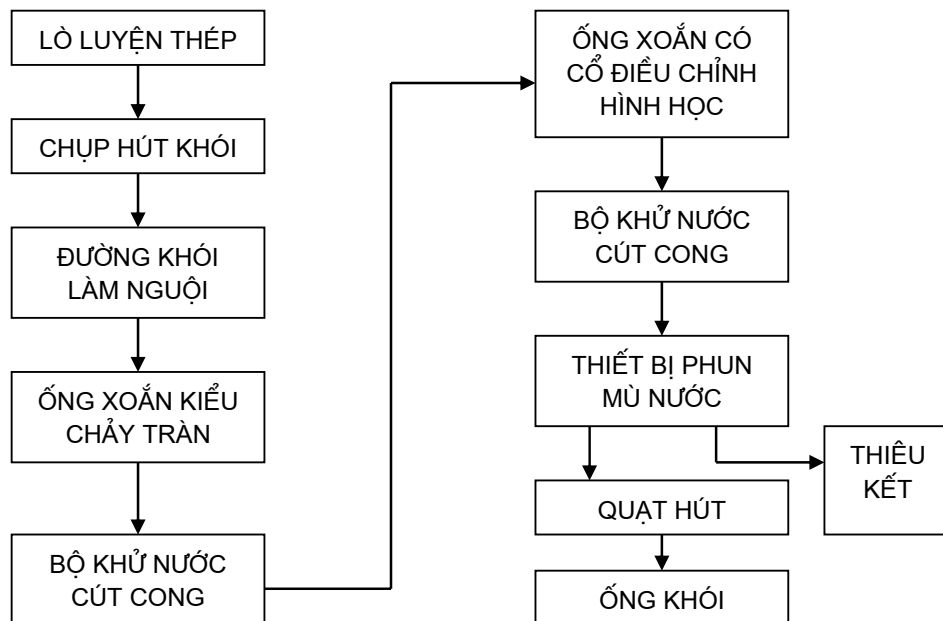 LÒ LUYỆN THÉP
CHỤP HÚT KHÓI
ĐƯỜNG KHÓI
LÀM NGUỘI
ỐNG XOẮN KIỂU
CHẢY TRÀN
BỘ KHỬ NƯỚC
CÚT CONG
ỐNG XOẮN CÓ
CỔ ĐIỀU CHỈNH
HÌNH HỌC
BỘ KHỬ NƯỚC
CÚT CONG
THIẾT BỊ PHUN
MÙ NƯỚC
THIÊU
KẾT
QUẠT HÚT
ỐNG KHÓI